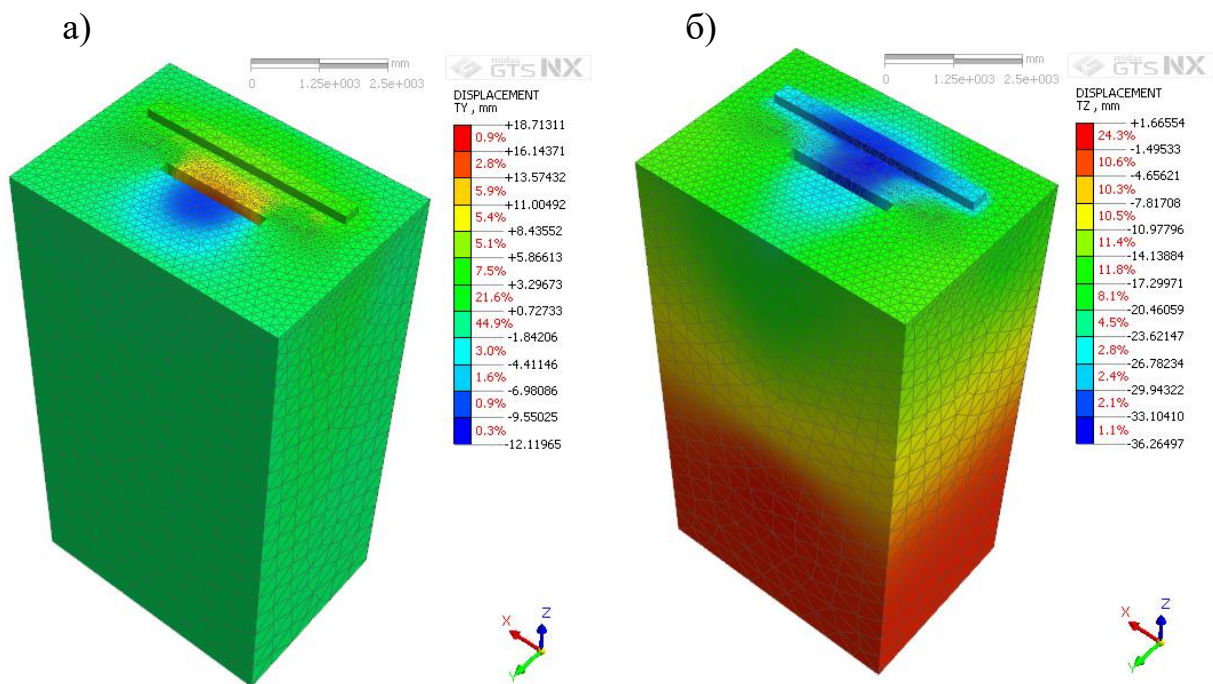 а)
mm
0 1.25e+003 2.5e+003
midas
GTS NX
DISPLACEMENT
TY , mm
+18.71311
0.9%
+16.14371
2.8%
+13.57432
5.9%
+11.00492
5.4%
+8.43552
5.1%
+5.86613
7.5%
+3.29673
21.6%
+0.72733
44.9%
-1.84206
3.0%
-4.41146
1.6%
-6.98086
0.9%
-9.55025
0.3%
-12.11965
X
Z
Y
б)
mm
0 1.25e+003 2.5e+003
midas
GTS NX
DISPLACEMENT
TZ , mm
+1.66554
24.3%
-1.49533
10.6%
-4.65621
10.3%
-7.81708
10.5%
-10.97796
11.4%
-14.13884
11.8%
-17.29971
8.1%
-20.46059
4.5%
-23.62147
2.8%
-26.78234
2.4%
-29.94322
2.1%
-33.10410
1.1%
-36.26497
X
Z
Y